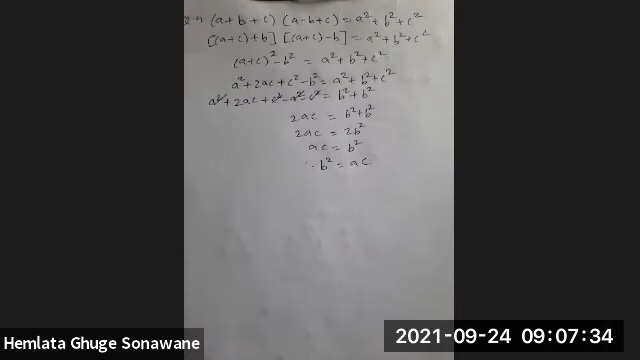 (a+b+c) (a-b+c) = a²+b²+c²
[(a+c)+b] [(a+c)-b] = a²+b²+c²
(a+c)²-b² = a²+b²+c²
a²+2ac+c²-b² = a²+b²+c²
a²+2ac+c²-a²-c² = b²+b²
2ac = b²+b²
2ac = 2b²
ac = b²
∴ b² = ac
Hemlata Ghuge Sonawane
2021-09-24 09:07:34